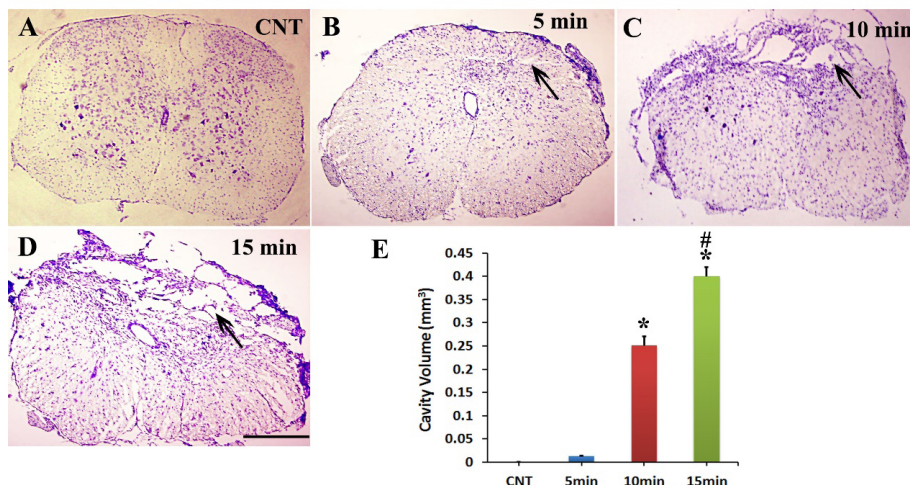 A
CNT
B
5 min
C
10 min
D
15 min
E
#
*
*
Cavity Volume (mm³)
0.45
0.4
0.35
0.3
0.25
0.2
0.15
0.1
0.05
0
CNT
5min
10min
15min